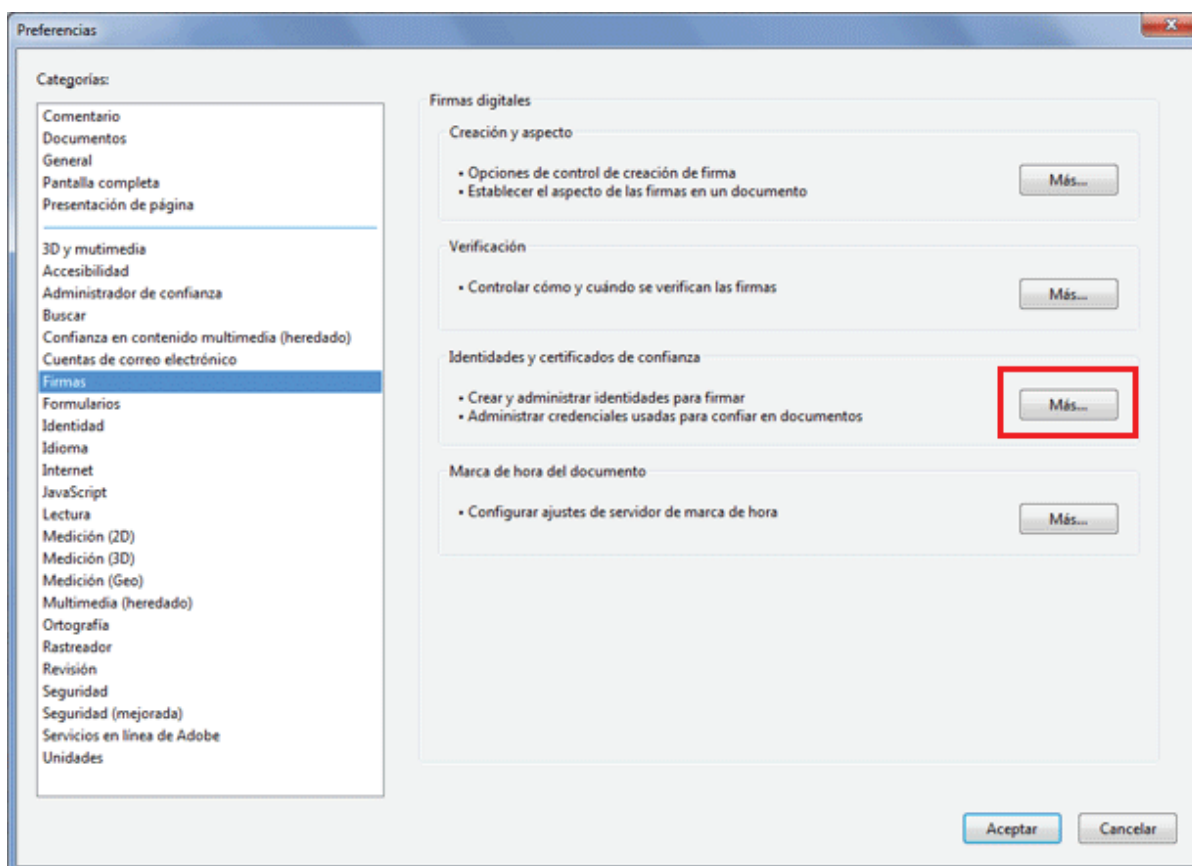 Preferencias
Categorías:
Comentario
Documentos
General
Pantalla completa
Presentación de página
3D y mutimedia
Accesibilidad
Administrador de confianza
Buscar
Confianza en contenido multimedia (heredado)
Cuentas de correo electrónico
Firmas
Formularios
Identidad
Idioma
Internet
JavaScript
Lectura
Medición (2D)
Medición (3D)
Medición (Geo)
Multimedia (heredado)
Ortografía
Rastreador
Revisión
Seguridad
Seguridad (mejorada)
Servicios en línea de Adobe
Unidades
Firmas digitales
Creación y aspecto
• Opciones de control de creación de firma
• Establecer el aspecto de las firmas en un documento
Más...
Verificación
• Controlar cómo y cuándo se verifican las firmas
Más...
Identidades y certificados de confianza
• Crear y administrar identidades para firmar
• Administrar credenciales usadas para confiar en documentos
Más...
Marca de hora del documento
• Configurar ajustes de servidor de marca de hora
Más...
Aceptar
Cancelar